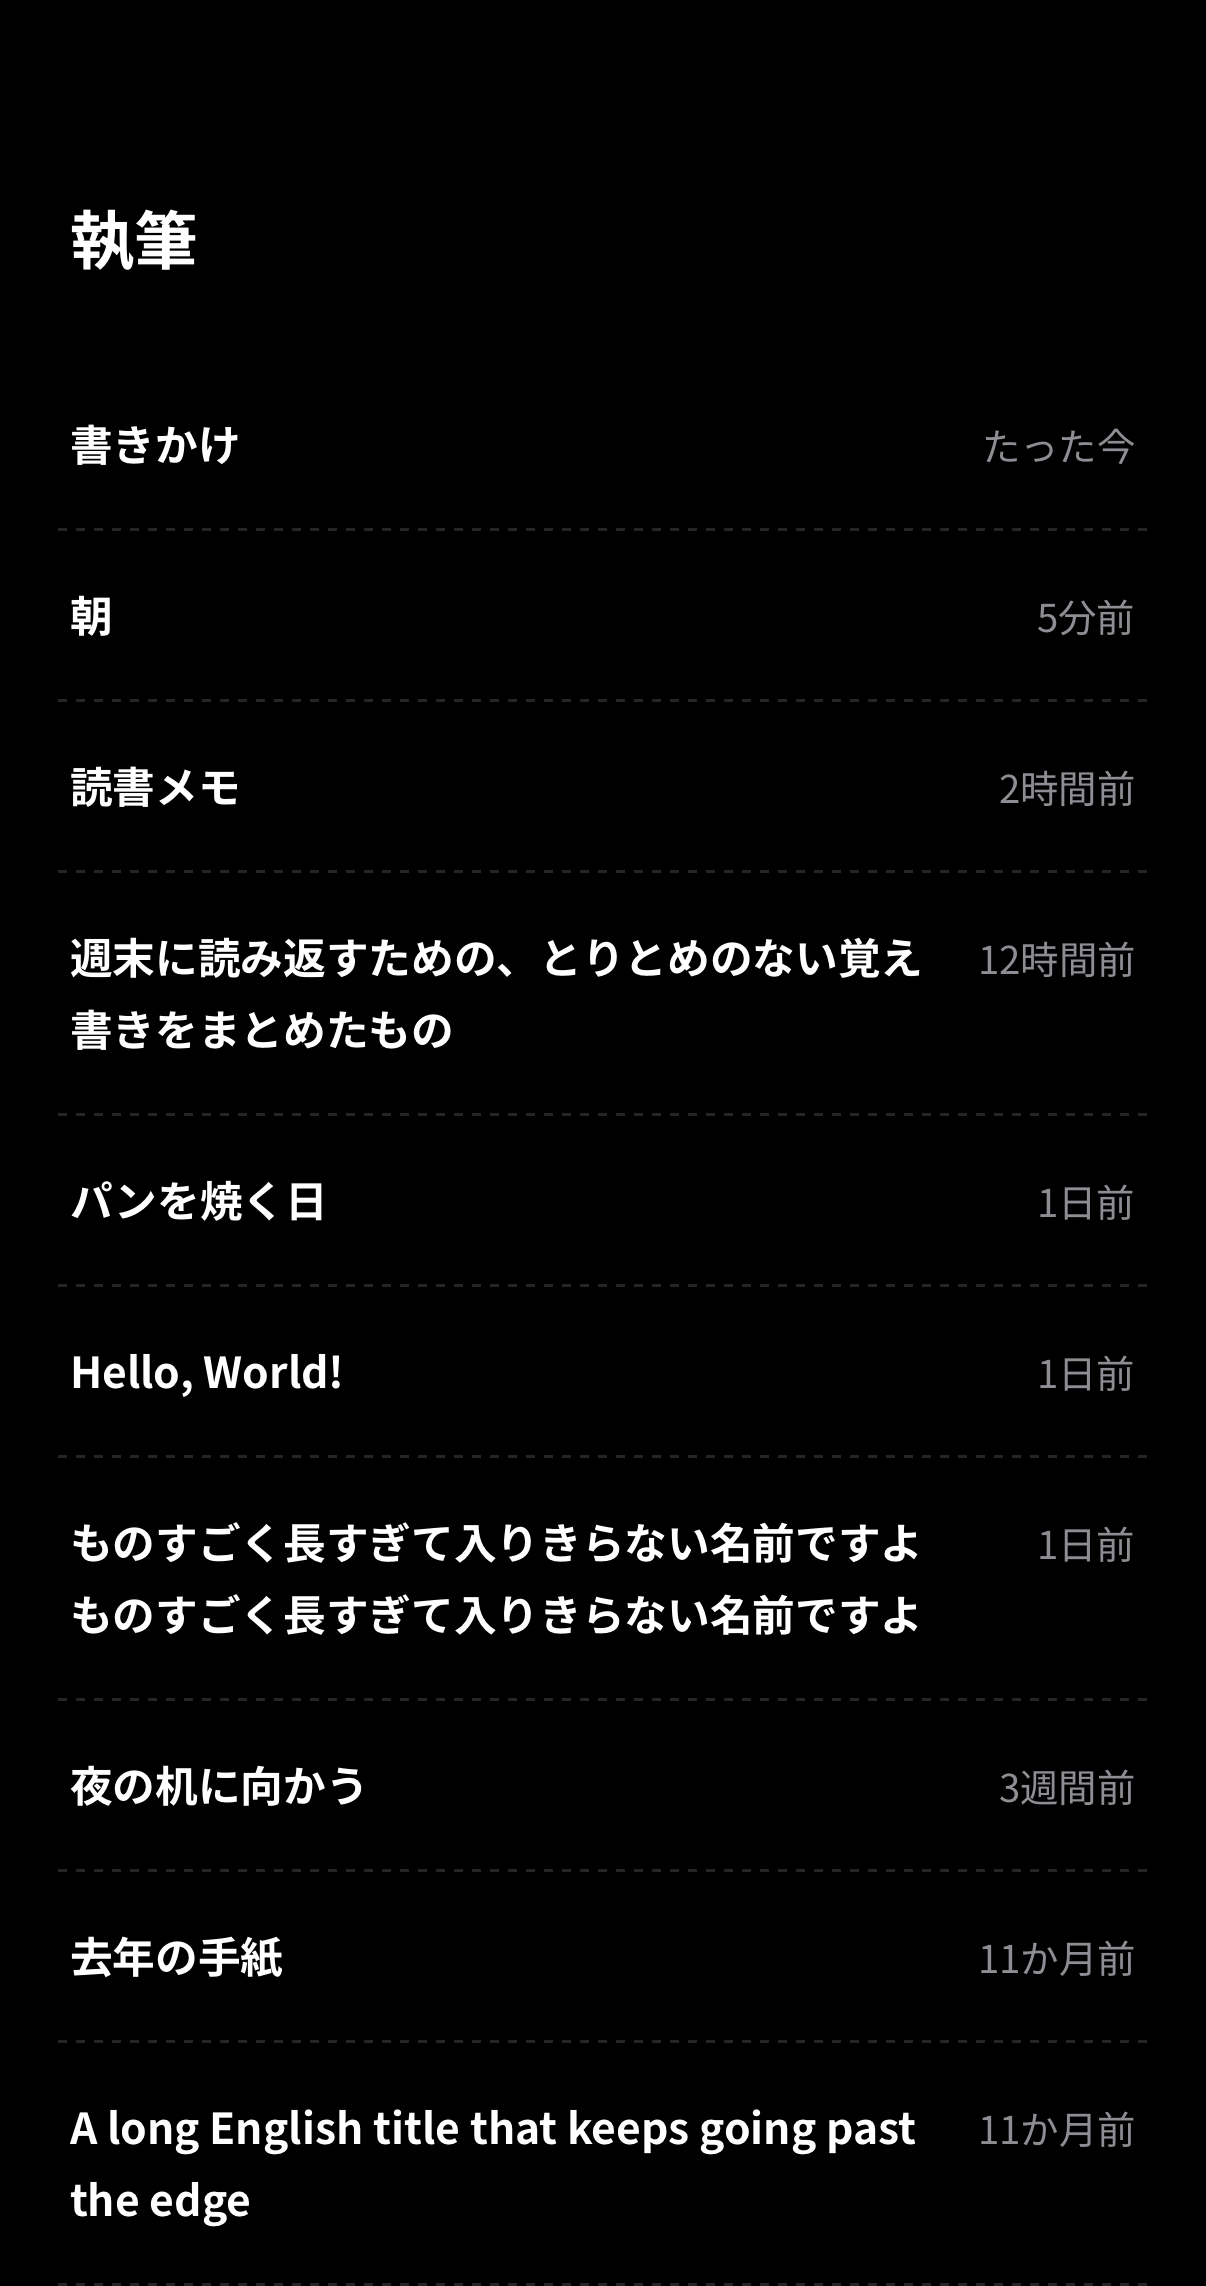 執筆
書きかけ たった今
朝 5分前
読書メモ 2時間前
週末に読み返すための、とりとめのない覚え 12時間前
書きをまとめたもの
パンを焼く日 1日前
Hello, World! 1日前
ものすごく長すぎて入りきらない名前ですよ 1日前
ものすごく長すぎて入りきらない名前ですよ
夜の机に向かう 3週間前
去年の手紙 11か月前
A long English title that keeps going past 11か月前
the edge